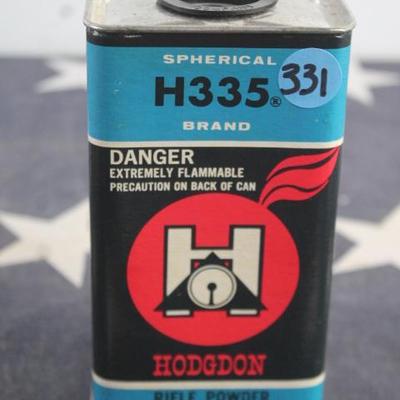 SPHERICAL
H335® 331
BRAND
DANGER
EXTREMELY FLAMMABLE
PRECAUTION ON BACK OF CAN
H
HODGDON
RIFLE POWDER